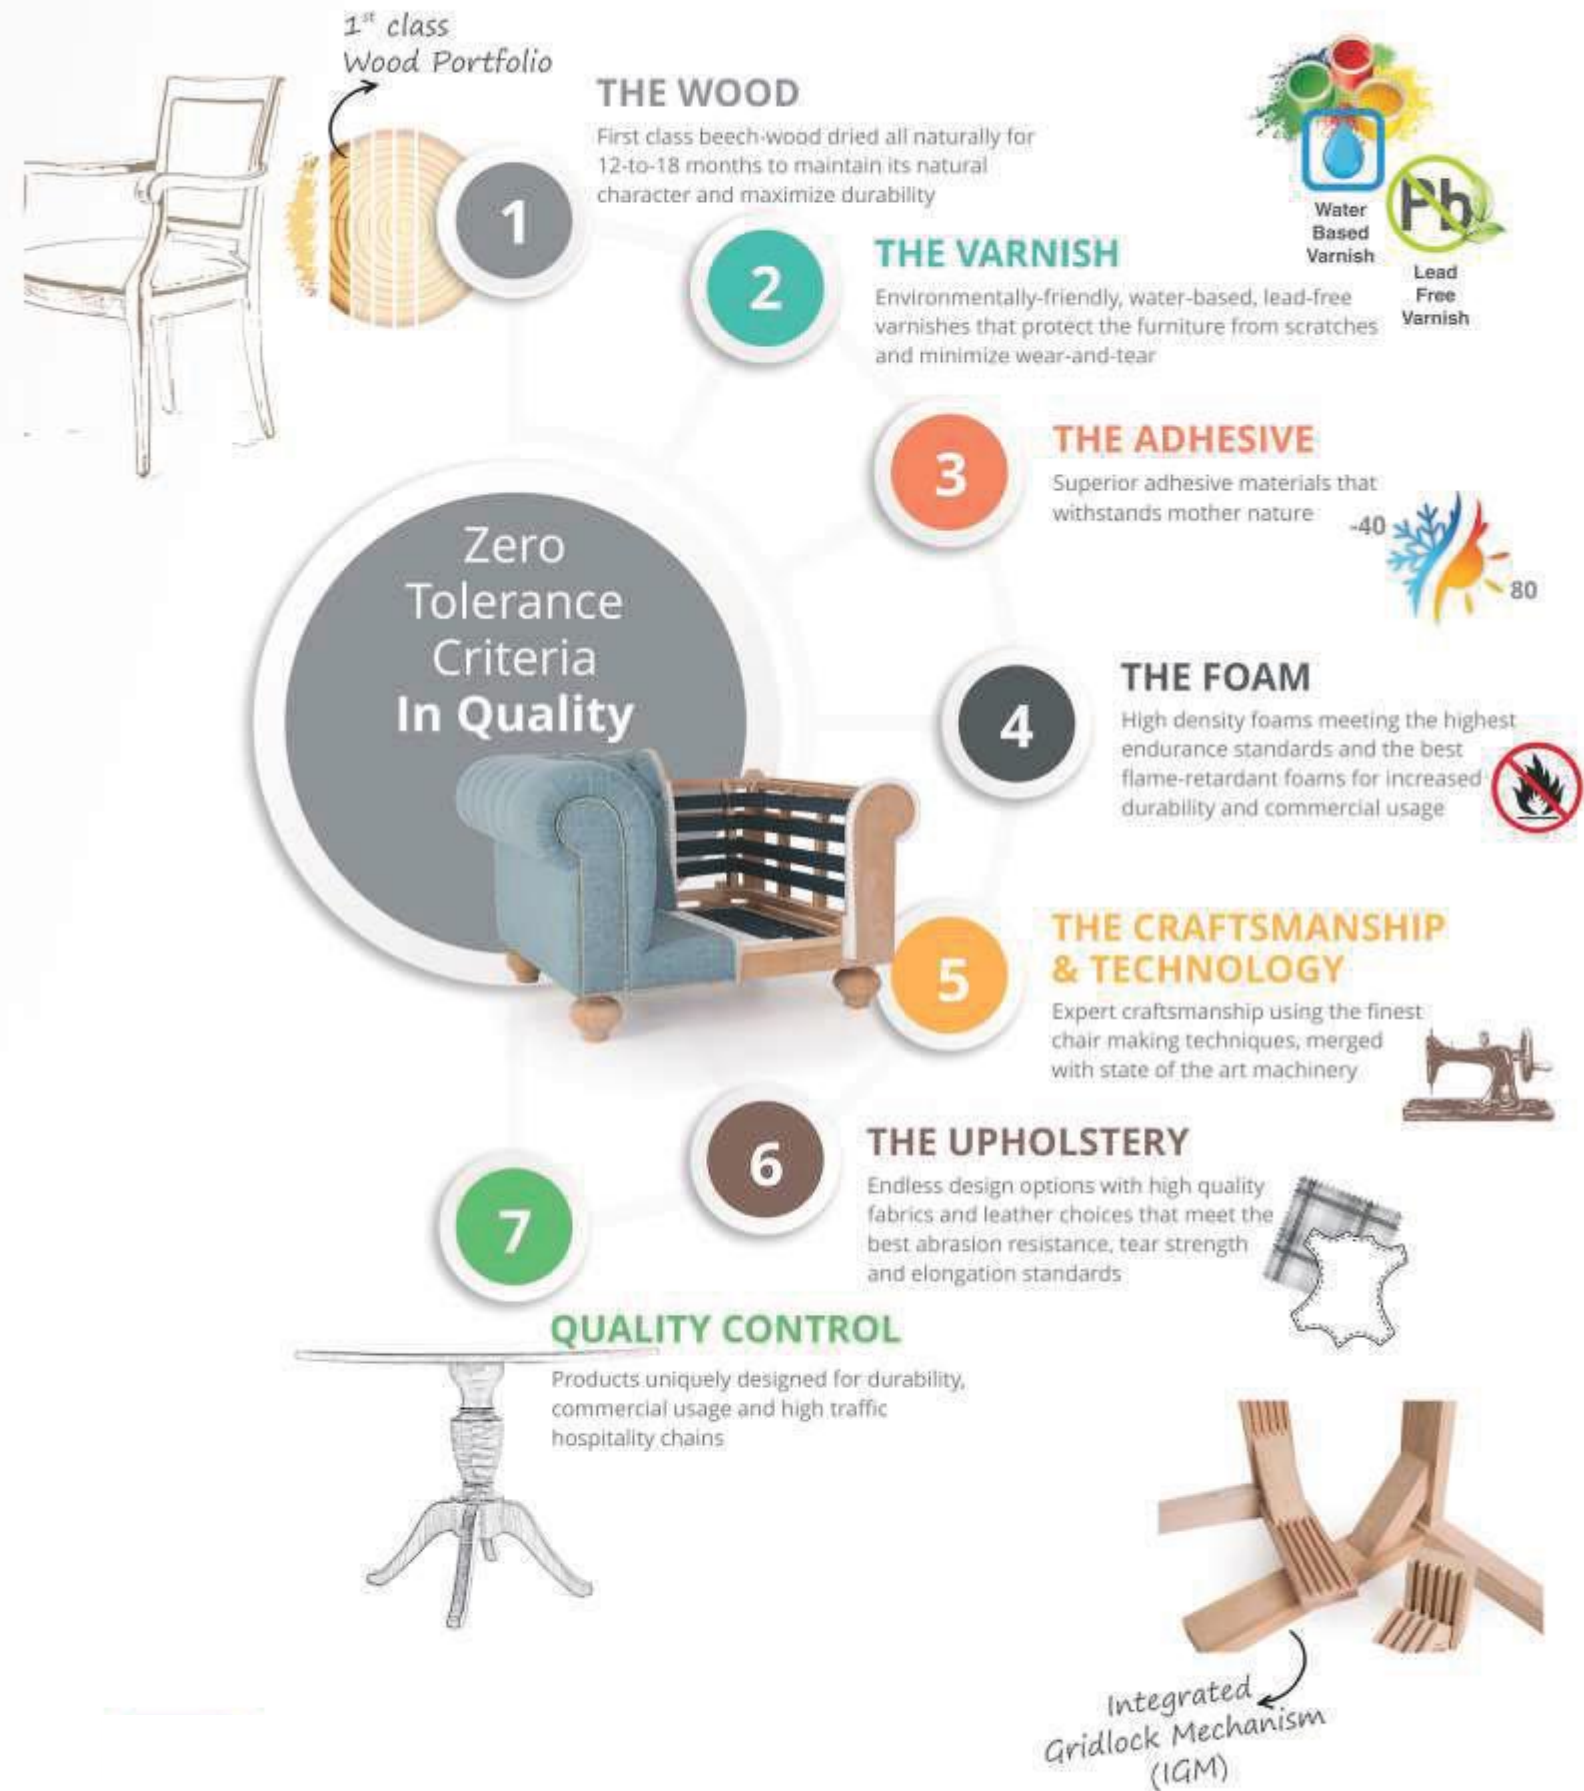 1st class
Wood Portfolio
1
THE WOOD
First class beech-wood dried all naturally for
12-to-18 months to maintain its natural
character and maximize durability
2
THE VARNISH
Environmentally-friendly, water-based, lead-free
varnishes that protect the furniture from scratches
and minimize wear-and-tear
Water
Based
Varnish
Pb
Lead
Free
Varnish
3
THE ADHESIVE
Superior adhesive materials that
withstands mother nature
-40
80
Zero
Tolerance
Criteria
In Quality
4
THE FOAM
High density foams meeting the highest
endurance standards and the best
flame-retardant foams for increased
durability and commercial usage
5
THE CRAFTSMANSHIP
& TECHNOLOGY
Expert craftsmanship using the finest
chair making techniques, merged
with state of the art machinery
6
THE UPHOLSTERY
Endless design options with high quality
fabrics and leather choices that meet the
best abrasion resistance, tear strength
and elongation standards
7
QUALITY CONTROL
Products uniquely designed for durability,
commercial usage and high traffic
hospitality chains
Integrated
Gridlock Mechanism
(IGM)